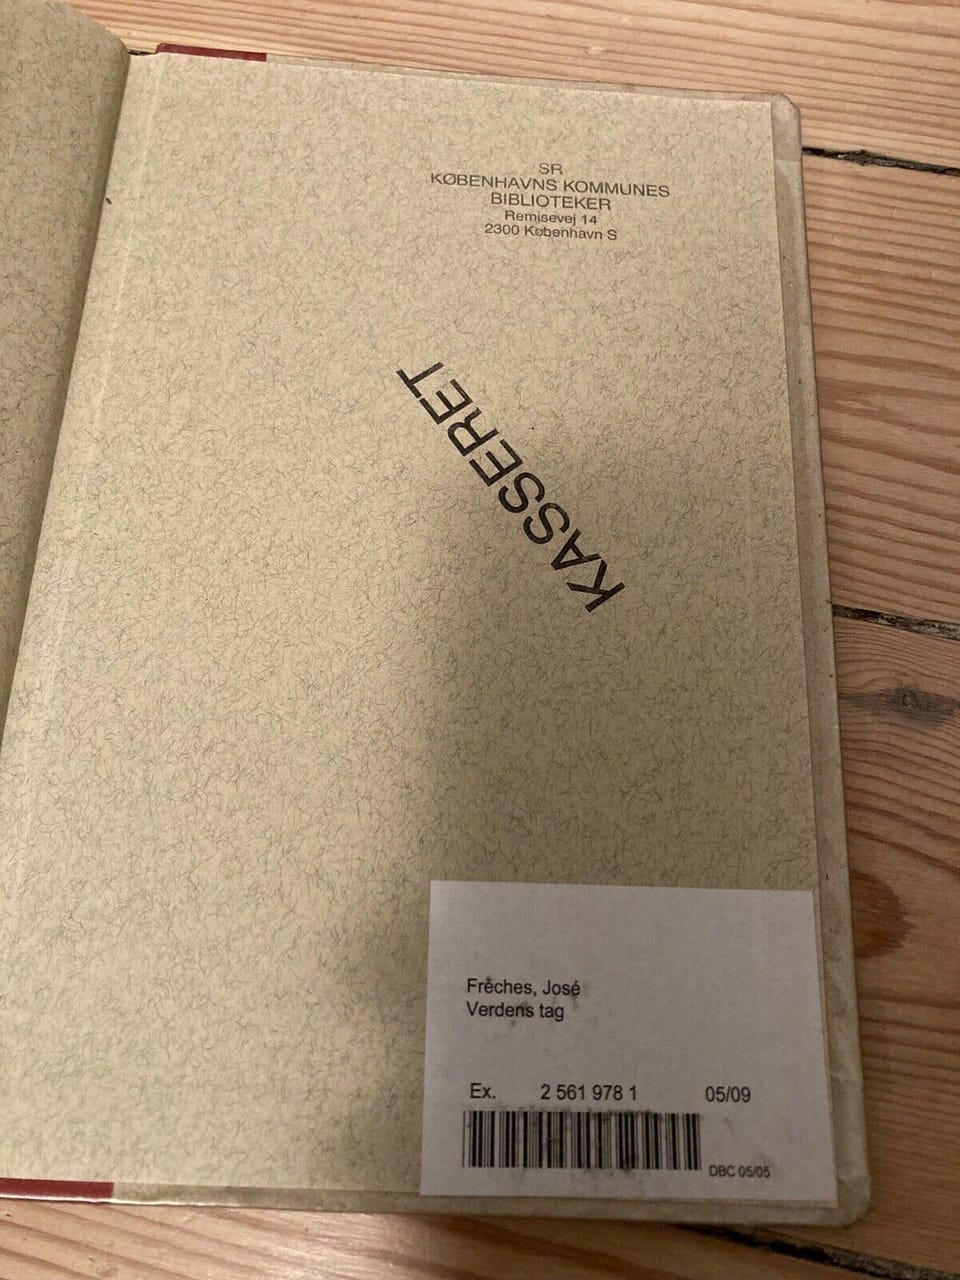 SR
KØBENHAVNS KOMMUNES
BIBLIOTEKER
Remisevej 14
2300 København S
KASSERET
Frèches, José
Verdens tag
Ex. 2 561 978 1 05/09
DBC 05/05